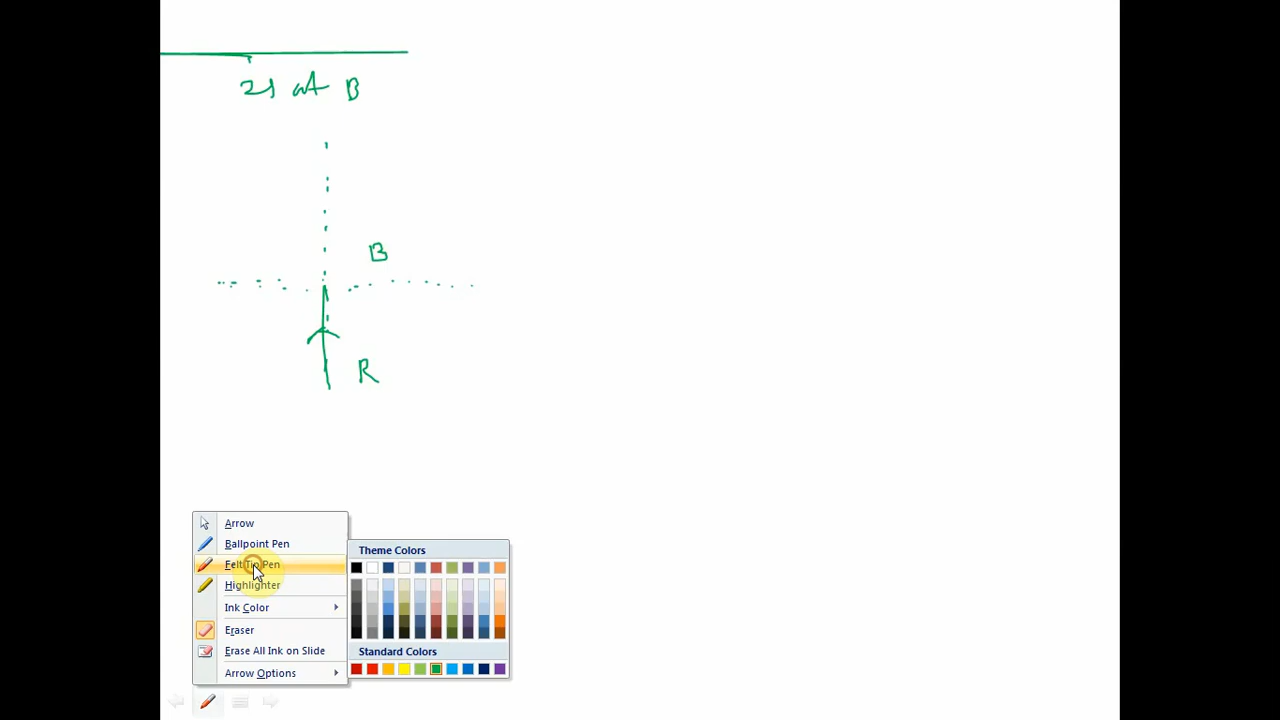 21 at B
B
R
Arrow
Ballpoint Pen
Felt Tip Pen
Highlighter
Ink Color
Eraser
Erase All Ink on Slide
Arrow Options
Theme Colors
Standard Colors